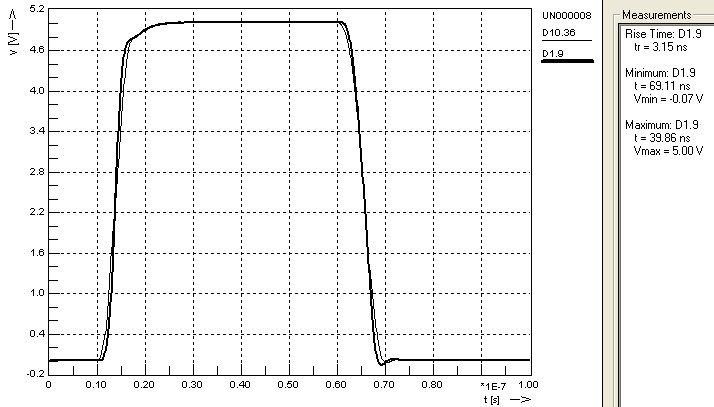 v [V]—>
5.2
4.6
4.0
3.4
2.8
2.2
1.6
1.0
0.4
-0.2
0 0.10 0.20 0.30 0.40 0.50 0.60 0.70 0.80 *1E-7 1.00
t [s] —>
UN000008
D10.36
D1.9
Measurements
Rise Time: D1.9
tr = 3.15 ns
Minimum: D1.9
t = 69.11 ns
Vmin = -0.07 V
Maximum: D1.9
t = 39.86 ns
Vmax = 5.00 V